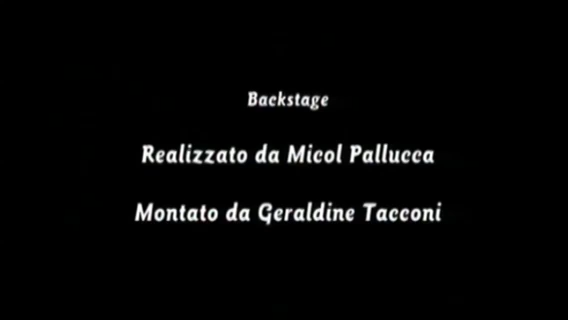 Backstage
Realizzato da Micol Pallucca
Montato da Geraldine Tacconi